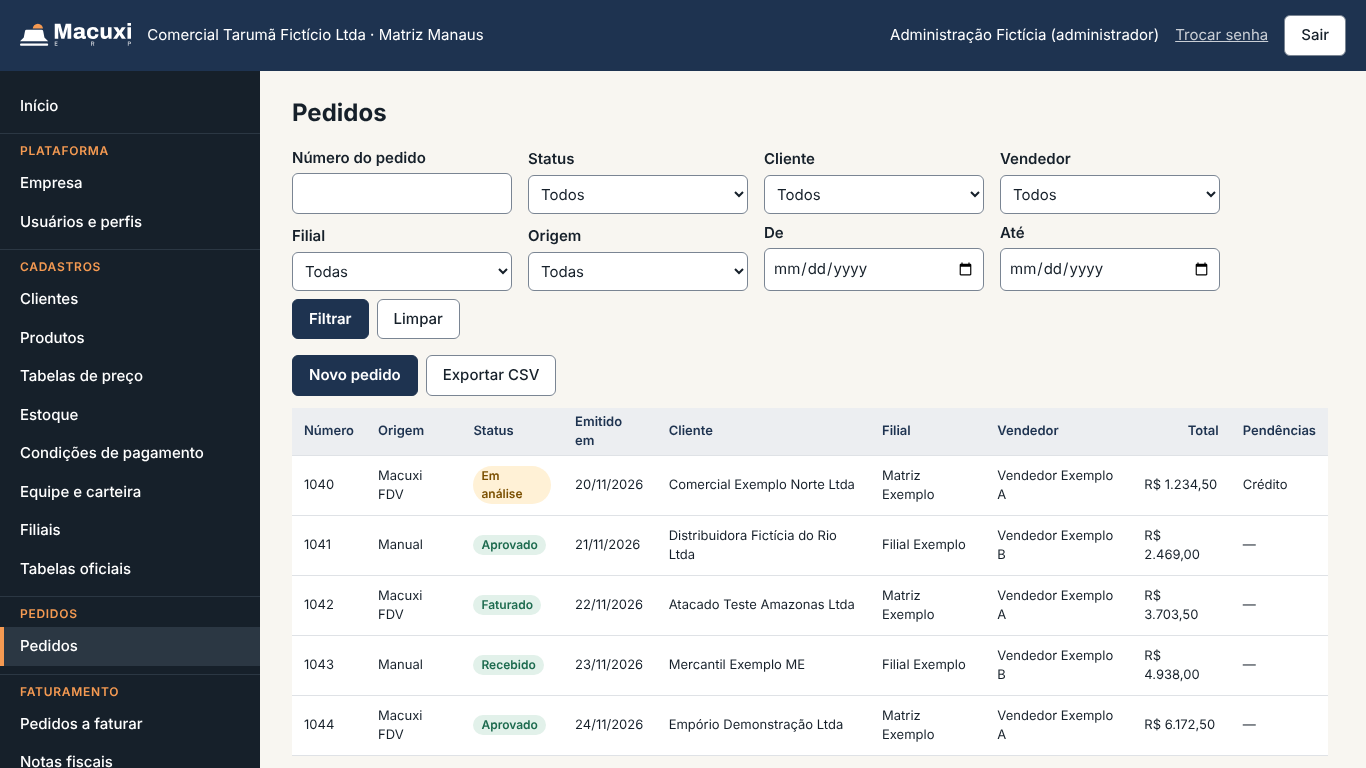 Macuxi
E R P
Comercial Tarumã Fictício Ltda · Matriz Manaus
Administração Fictícia (administrador)
Trocar senha
Sair
Início
PLATAFORMA
Empresa
Usuários e perfis
CADASTROS
Clientes
Produtos
Tabelas de preço
Estoque
Condições de pagamento
Equipe e carteira
Filiais
Tabelas oficiais
PEDIDOS
Pedidos
FATURAMENTO
Pedidos a faturar
Notas fiscais
Pedidos
Número do pedido
Status
Todos
Cliente
Todos
Vendedor
Todos
Filial
Todas
Origem
Todas
De
mm/dd/yyyy
Até
mm/dd/yyyy
Filtrar
Limpar
Novo pedido
Exportar CSV
Número
Origem
Status
Emitido
em
Cliente
Filial
Vendedor
Total
Pendências
1040
Macuxi
FDV
Em
análise
20/11/2026
Comercial Exemplo Norte Ltda
Matriz
Exemplo
Vendedor Exemplo
A
R$ 1.234,50
Crédito
1041
Manual
Aprovado
21/11/2026
Distribuidora Fictícia do Rio
Ltda
Filial Exemplo
Vendedor Exemplo
B
R$
2.469,00
—
1042
Macuxi
FDV
Faturado
22/11/2026
Atacado Teste Amazonas Ltda
Matriz
Exemplo
Vendedor Exemplo
A
R$
3.703,50
—
1043
Manual
Recebido
23/11/2026
Mercantil Exemplo ME
Filial Exemplo
Vendedor Exemplo
B
R$
4.938,00
—
1044
Macuxi
FDV
Aprovado
24/11/2026
Empório Demonstração Ltda
Matriz
Exemplo
Vendedor Exemplo
A
R$ 6.172,50
—